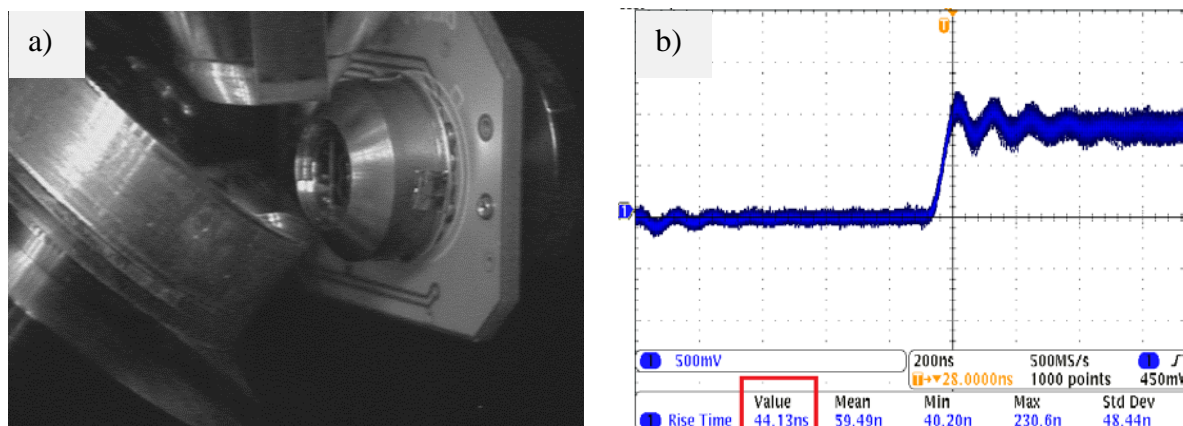 a)
b)
T
T
1 500mV
200ns 500MS/s 1
T→▼28.0000ns 1000 points 450mV
Value Mean Min Max Std Dev
1 Rise Time 44.13ns 59.49n 40.20n 230.6n 48.44n